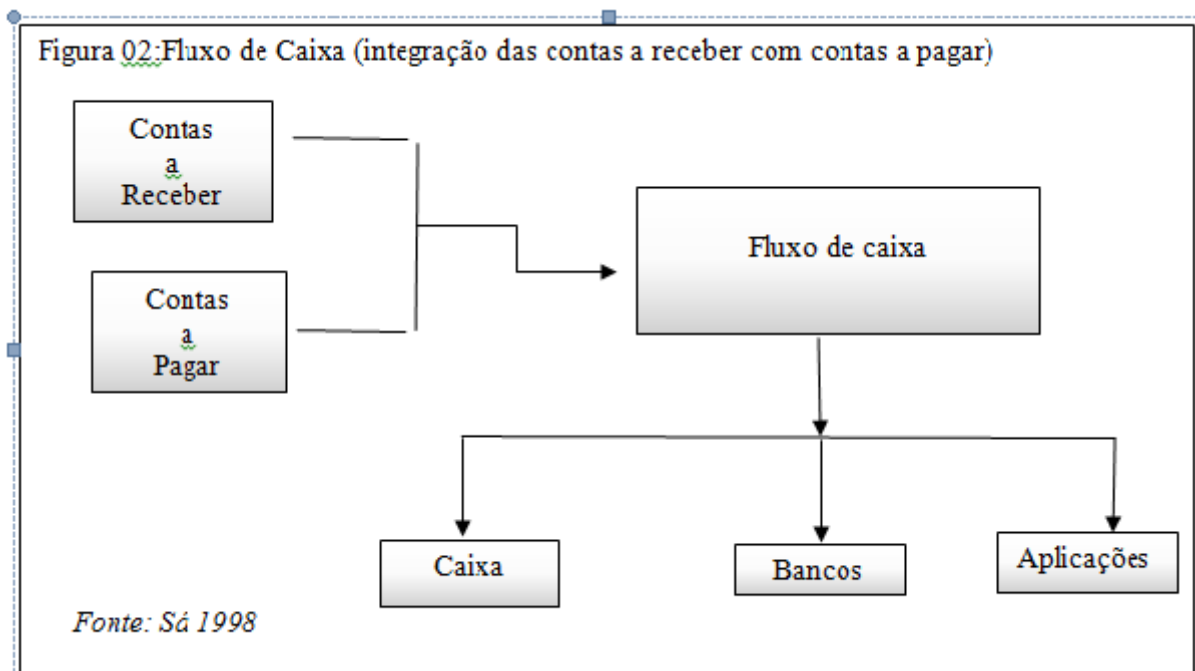 Figura 02:Fluxo de Caixa (integração das contas a receber com contas a pagar)
Contas
a
Receber
Fluxo de caixa
Contas
a
Pagar
Caixa
Bancos
Aplicações
Fonte: Sá 1998